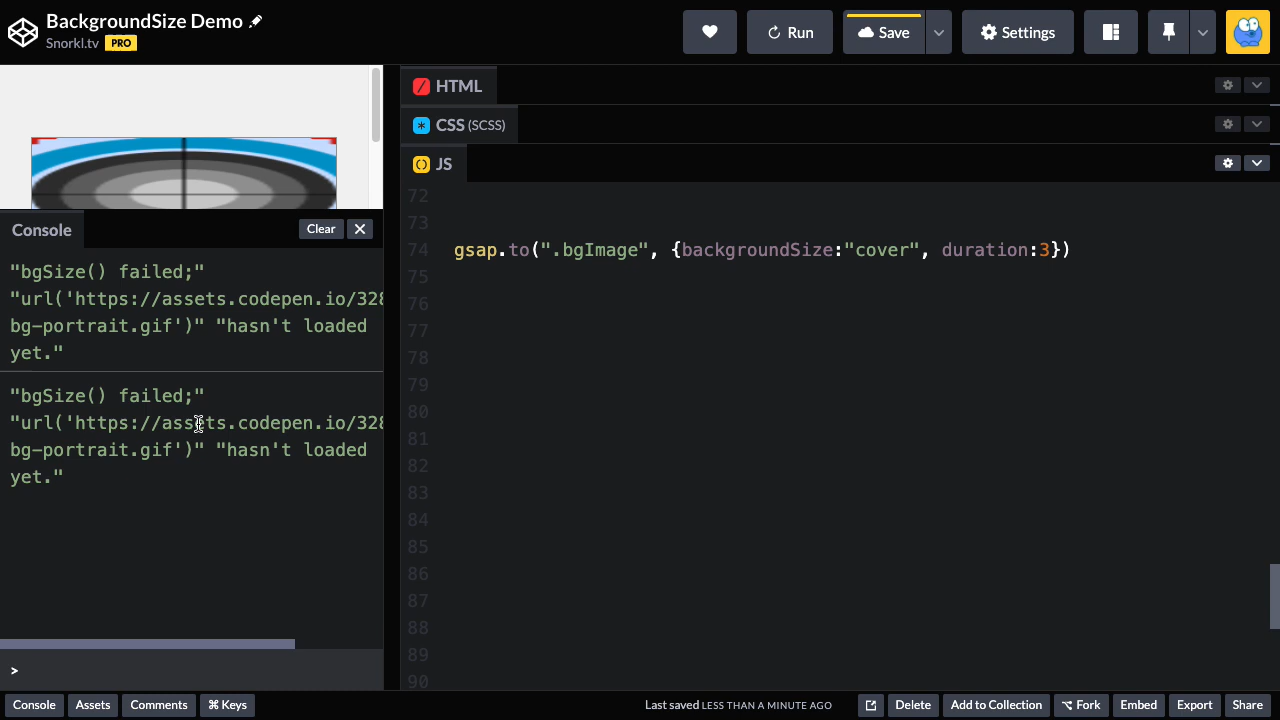 BackgroundSize Demo
Snorkl.tv PRO
Run
Save
Settings
HTML
CSS (SCSS)
JS
Console
Clear
"bgSize() failed;"
"url('https://assets.codepen.io/328
bg-portrait.gif')" "hasn't loaded
yet."
"bgSize() failed;"
"url('https://assets.codepen.io/328
bg-portrait.gif')" "hasn't loaded
yet."
>
72
73
74 gsap.to(".bgImage", {backgroundSize:"cover", duration:3})
75
76
77
78
79
80
81
82
83
84
85
86
87
88
89
90
Console
Assets
Comments
⌘ Keys
Last saved LESS THAN A MINUTE AGO
Delete
Add to Collection
Fork
Embed
Export
Share